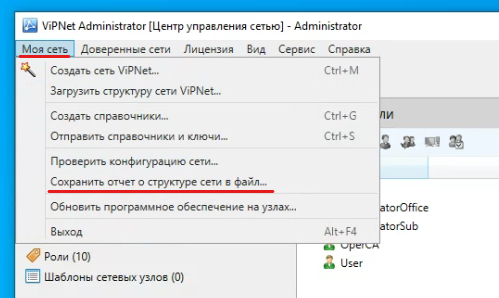 ViPNet Administrator [Центр управления сетью] - Administrator
Моя сеть Доверенные сети Лицензия Вид Сервис Справка
Создать сеть ViPNet... Ctrl+M
Загрузить структуру сети ViPNet...
Создать справочники... Ctrl+G
Отправить справочники и ключи... Ctrl+S
Проверить конфигурацию сети...
Сохранить отчет о структуре сети в файл...
Обновить программное обеспечение на узлах...
Выход Alt+F4
Роли (10)
Шаблоны сетевых узлов (0)
ли
atorOffice
atorSub
OperCA
User